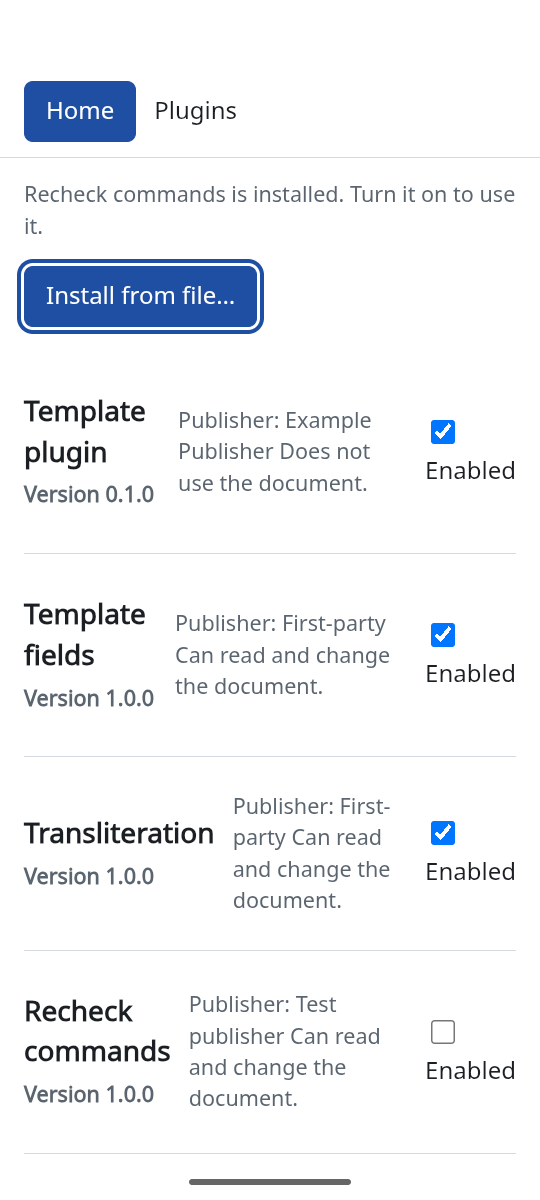 Home Plugins
Recheck commands is installed. Turn it on to use
it.
Install from file…
Template
plugin
Version 0.1.0
Publisher: Example
Publisher Does not
use the document.
Enabled
Template
fields
Version 1.0.0
Publisher: First-party
Can read and change
the document.
Enabled
Transliteration
Version 1.0.0
Publisher: First-
party Can read
and change the
document.
Enabled
Recheck
commands
Version 1.0.0
Publisher: Test
publisher Can read
and change the
document.
Enabled